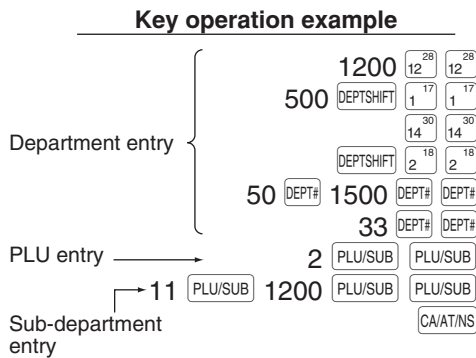 Key operation example
1200 12 28 12 28
500 DEPTSHIFT 1 17 1 17
Department entry
14 30 14 30
DEPTSHIFT 2 18 2 18
50 DEPT# 1500 DEPT# DEPT#
33 DEPT# DEPT#
PLU entry 2 PLU/SUB PLU/SUB
11 PLU/SUB 1200 PLU/SUB PLU/SUB
Sub-department
entry
CA/AT/NS